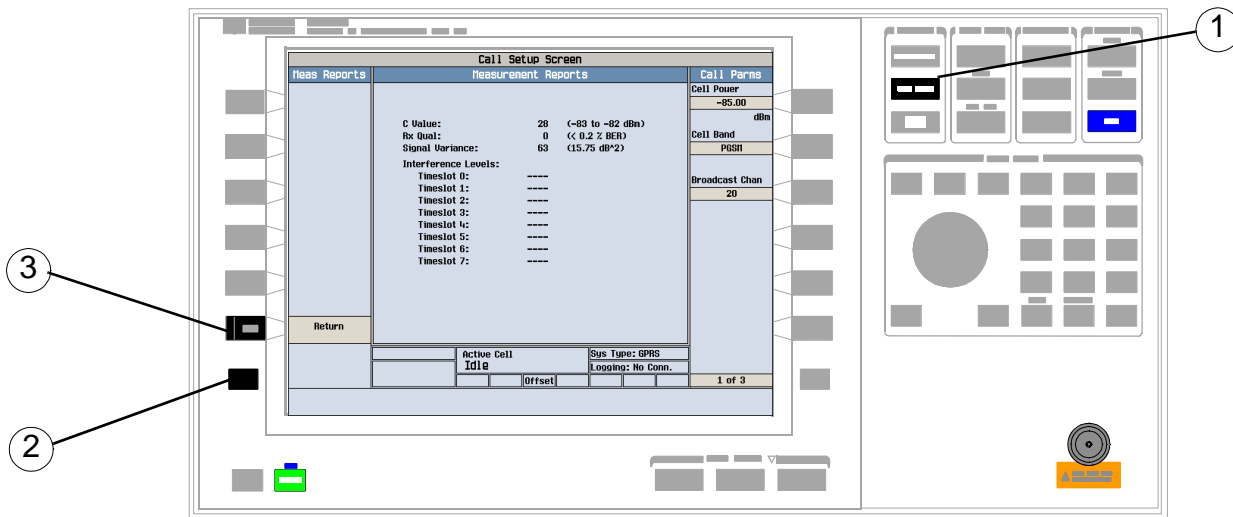 1
Call Setup Screen
Meas Reports
Measurement Reports
Call Parms
Cell Power
-85.00
dBm
C Value: 28 (-83 to -82 dBm)
Rx Qual: 0 (< 0.2 % BER)
Signal Variance: 63 (15.75 dB^2)
Cell Band
PGSM
Interference Levels:
Timeslot 0: ----
Timeslot 1: ----
Timeslot 2: ----
Timeslot 3: ----
Timeslot 4: ----
Timeslot 5: ----
Timeslot 6: ----
Timeslot 7: ----
Broadcast Chan
20
3
Return
Active Cell
Idle
Sys Type: GPRS
Logging: No Conn.
Offset
1 of 3
2